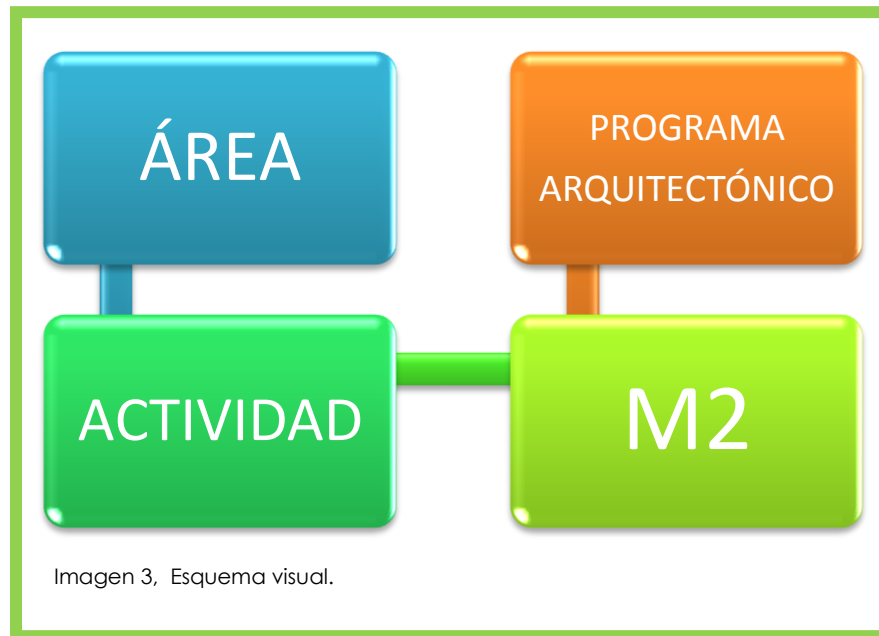 ÁREA
PROGRAMA
ARQUITECTÓNICO
ACTIVIDAD
M2
Imagen 3, Esquema visual.